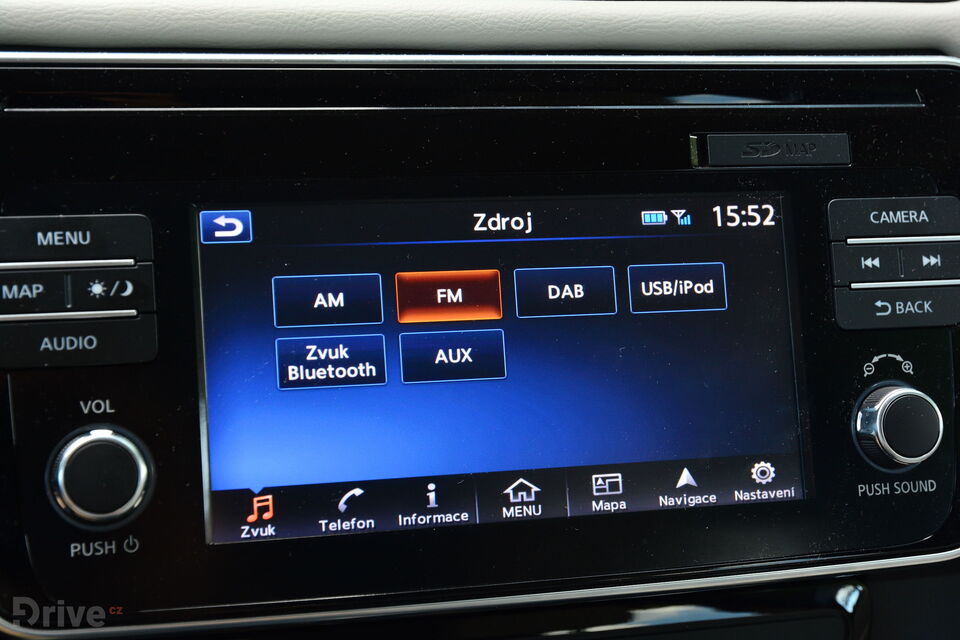 SD MAP
MENU
MAP
AUDIO
VOL
PUSH
Zdroj
15:52
AM
FM
DAB
USB/iPod
Zvuk
Bluetooth
AUX
Zvuk
Telefon
Informace
MENU
Mapa
Navigace
Nastavení
CAMERA
BACK
PUSH SOUND
Drive.cz